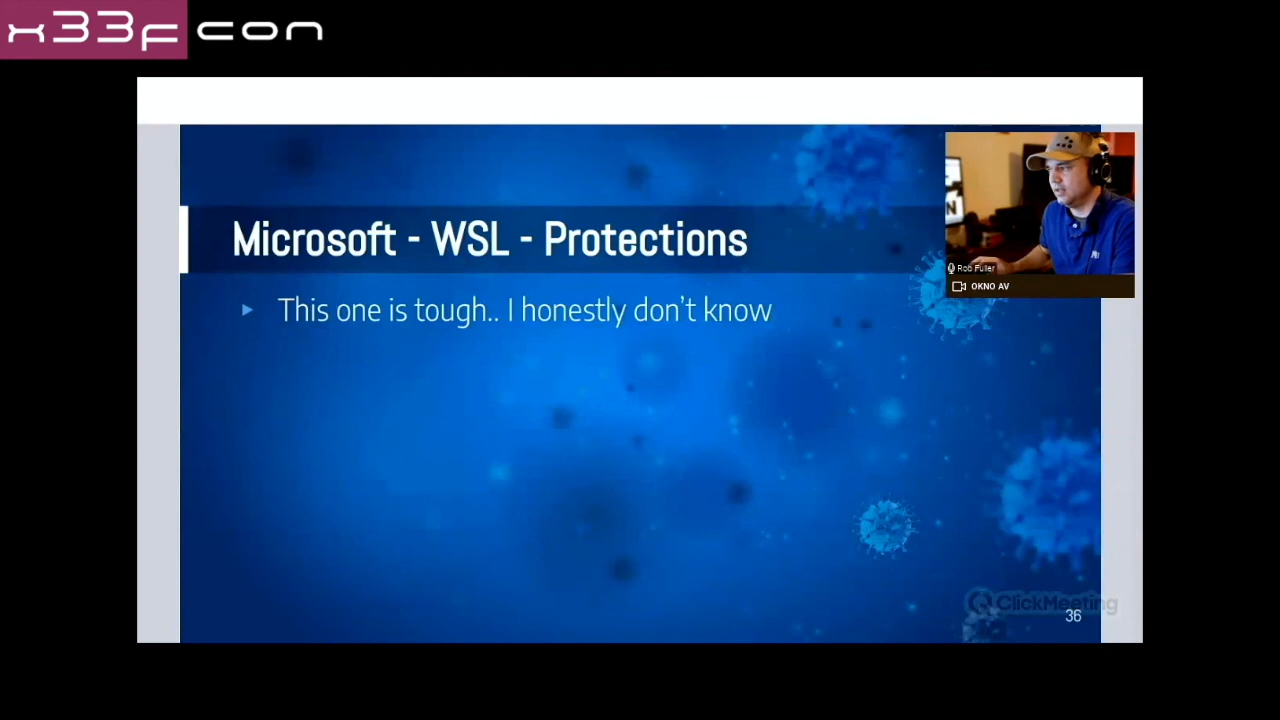 x33fcon
Microsoft - WSL - Protections
This one is tough.. I honestly don't know
Rob Fuller
OKNO AV
ClickMeeting
36